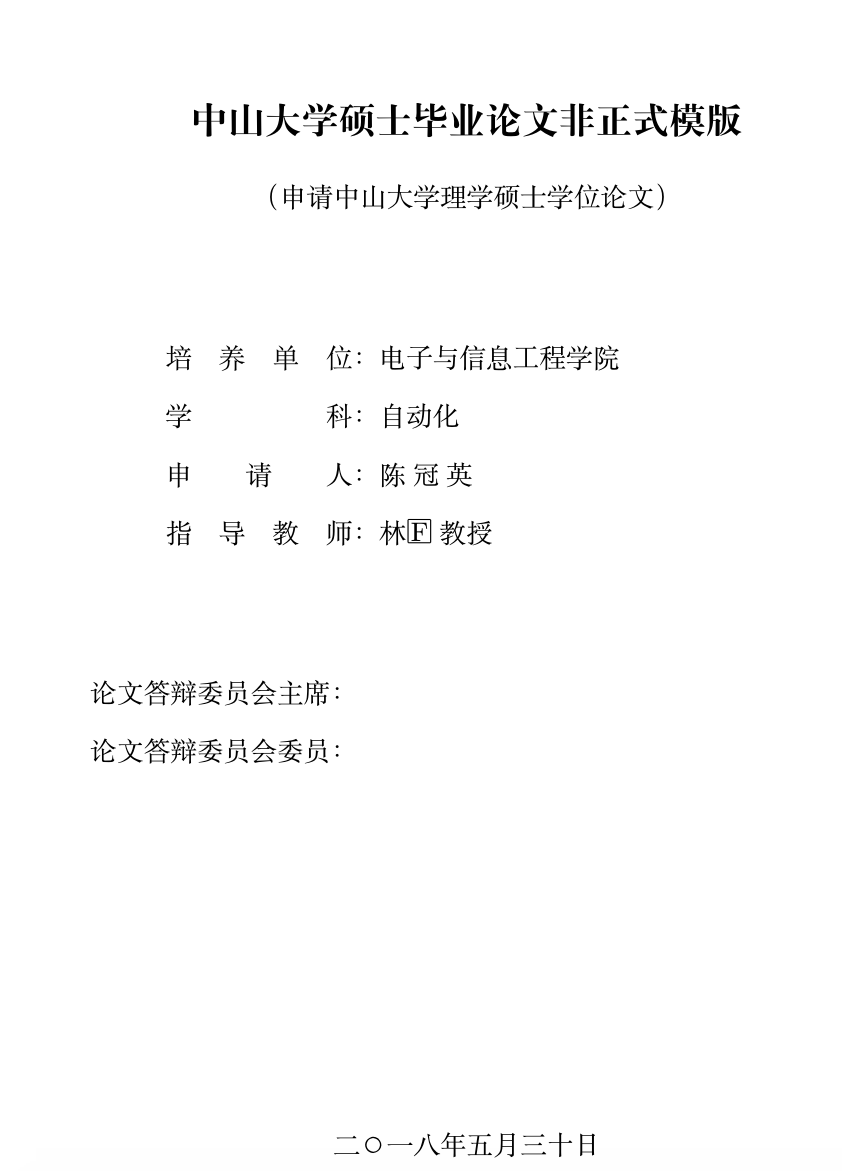 中山大学硕士毕业论文非正式模版
（申请中山大学理学硕士学位论文）
培养单位：电子与信息工程学院
学科：自动化
申请人：陈冠英
指导教师：林🄵 教授
论文答辩委员会主席：
论文答辩委员会委员：
二〇一八年五月三十日